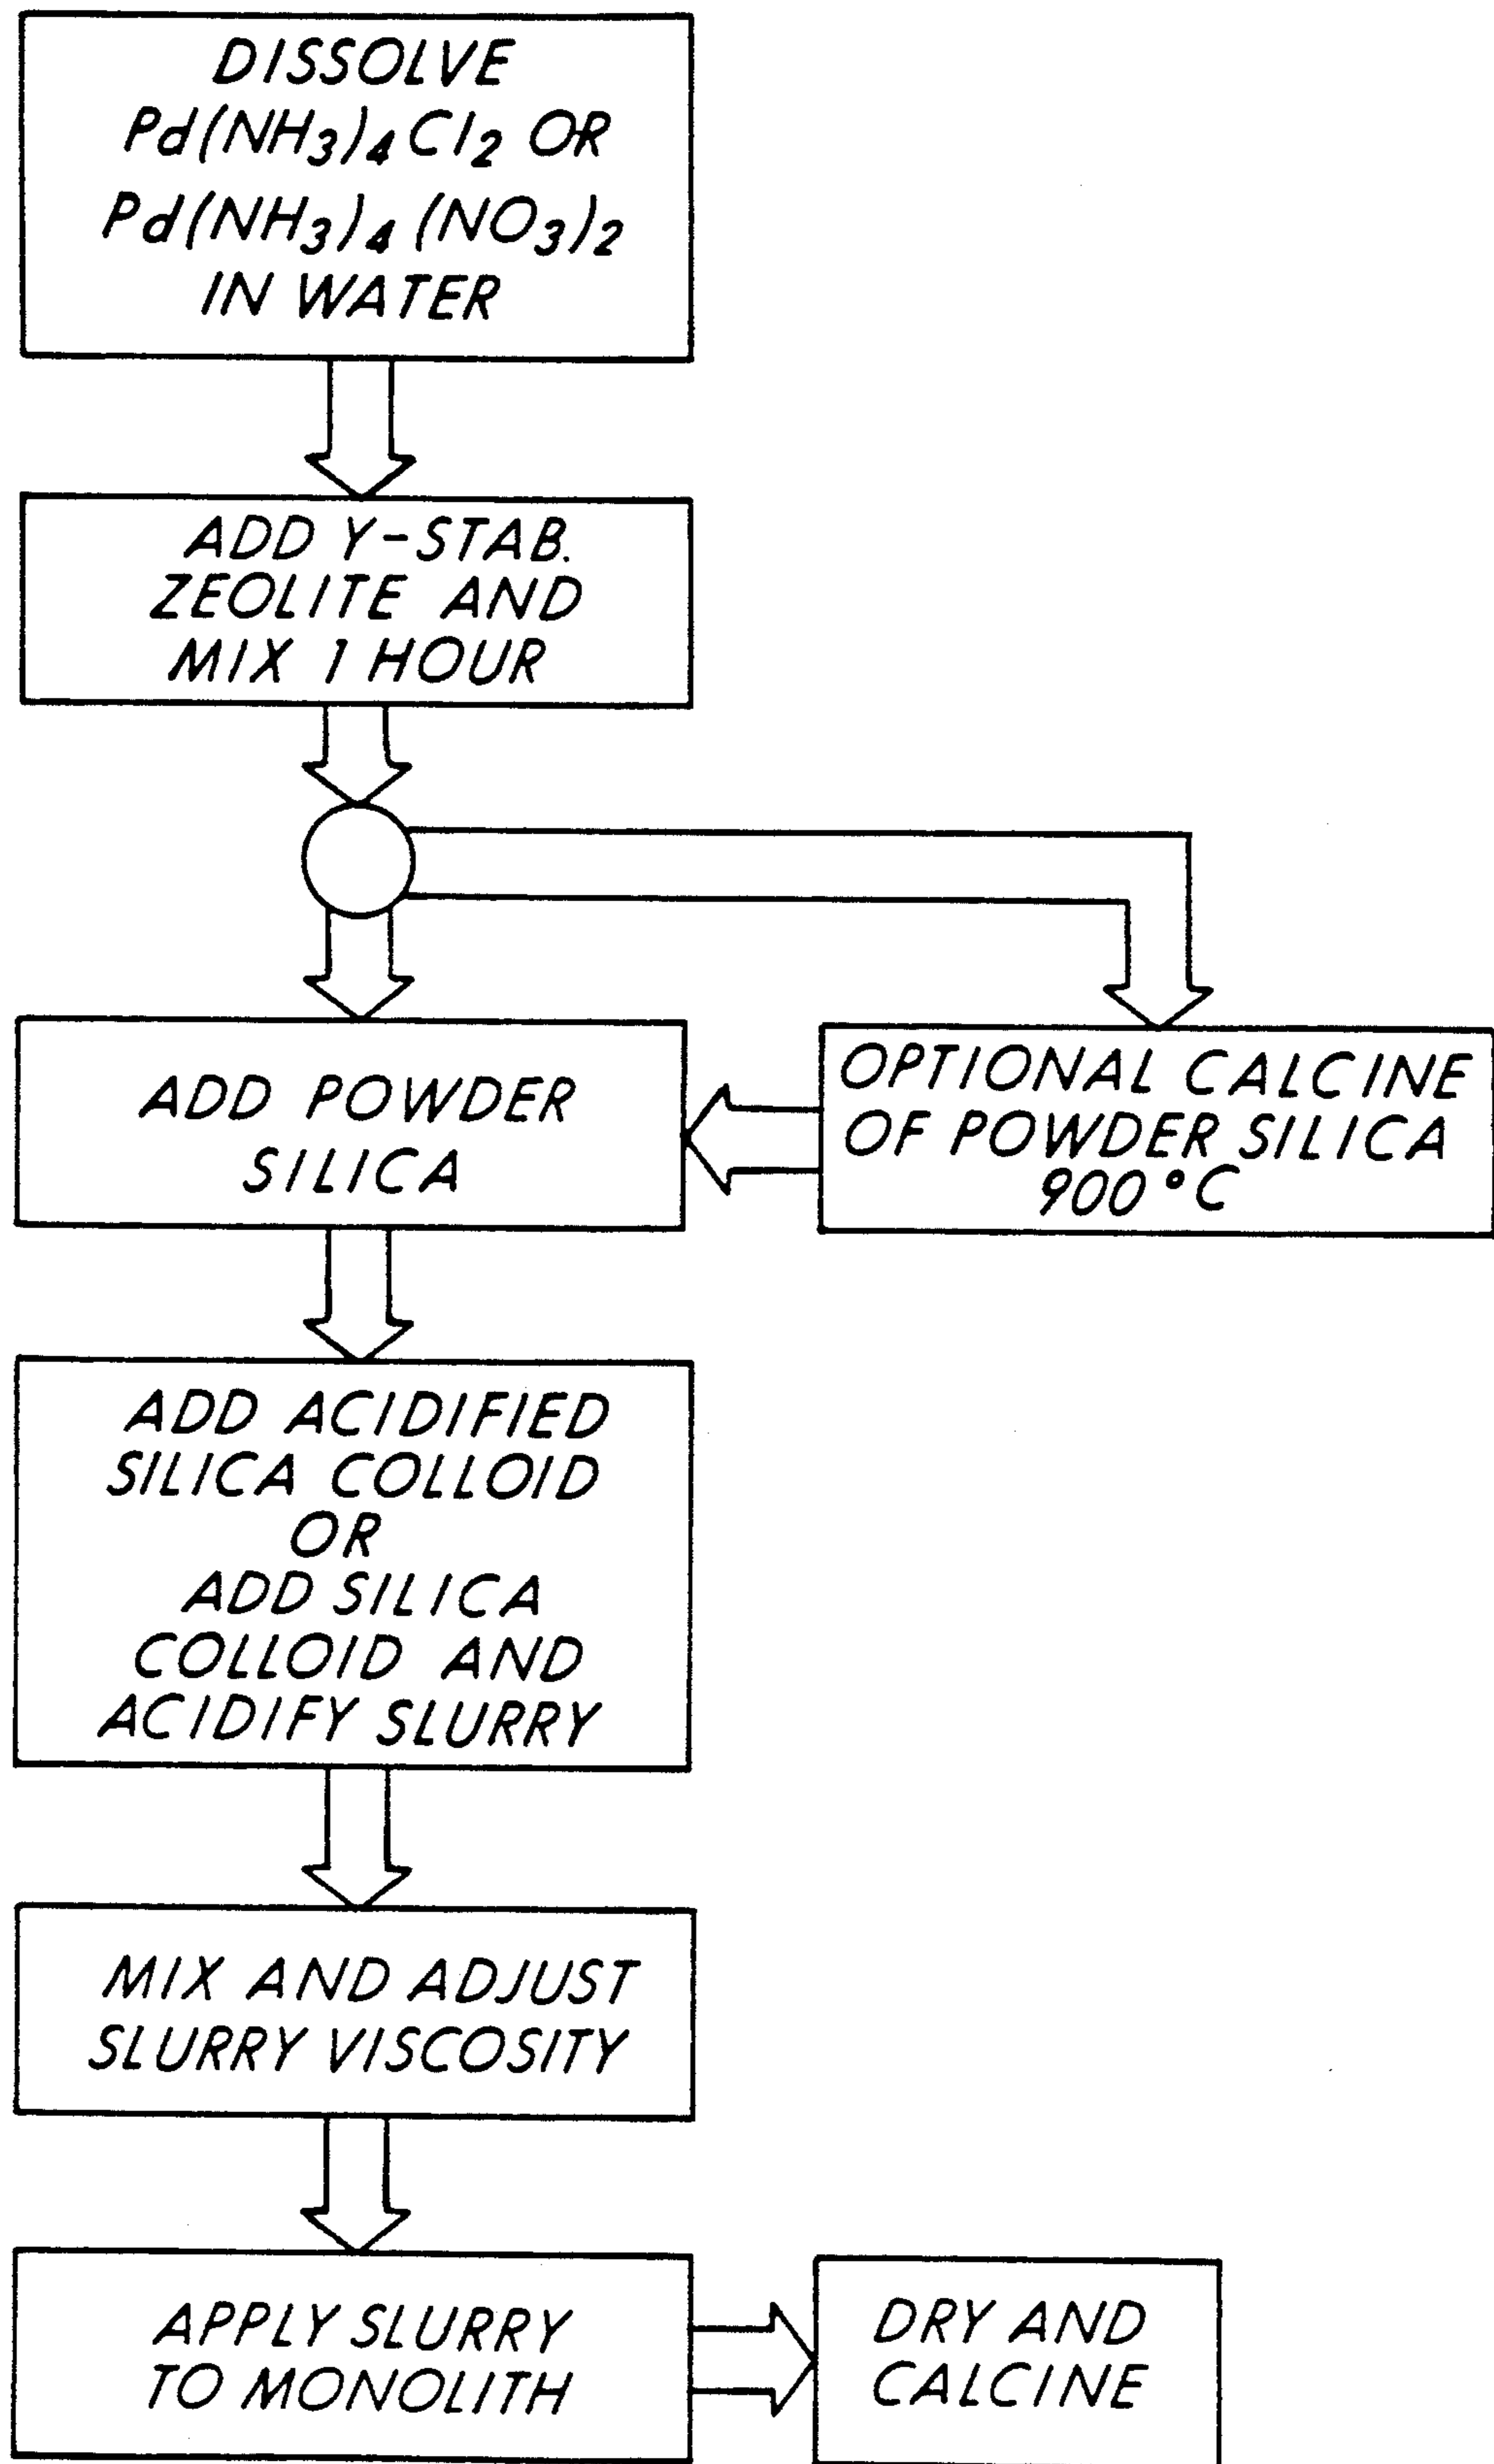 DISSOLVE
Pd(NH3)4Cl2 OR
Pd(NH3)4(NO3)2
IN WATER
ADD Y-STAB.
ZEOLITE AND
MIX 1 HOUR
ADD POWDER
SILICA
OPTIONAL CALCINE
OF POWDER SILICA
900°C
ADD ACIDIFIED
SILICA COLLOID
OR
ADD SILICA
COLLOID AND
ACIDIFY SLURRY
MIX AND ADJUST
SLURRY VISCOSITY
APPLY SLURRY
TO MONOLITH
DRY AND
CALCINE